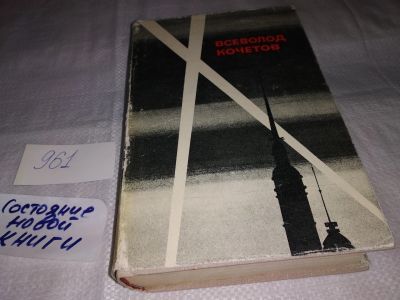 ВСЕВОЛОД
КОЧЕТОВ
961
Состояние
новой
книги